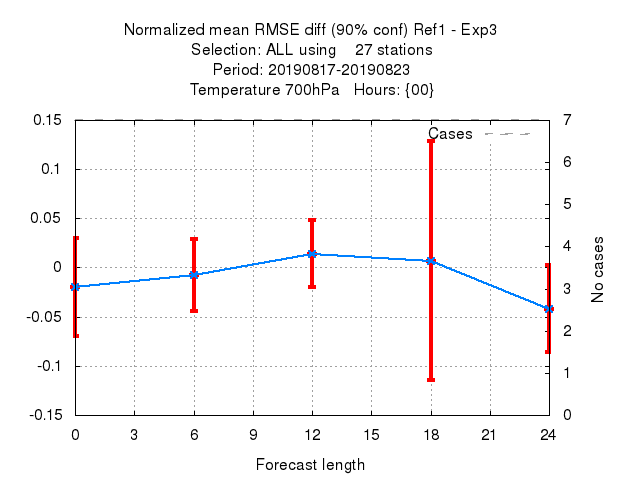 Normalized mean RMSE diff (90% conf) Ref1 - Exp3
Selection: ALL using    27 stations
Period: 20190817-20190823
Temperature 700hPa   Hours: {00}
Cases
0.15
0.1
0.05
0
-0.05
-0.1
-0.15
7
6
5
4
3
2
1
0
No cases
0 3 6 9 12 15 18 21 24
Forecast length